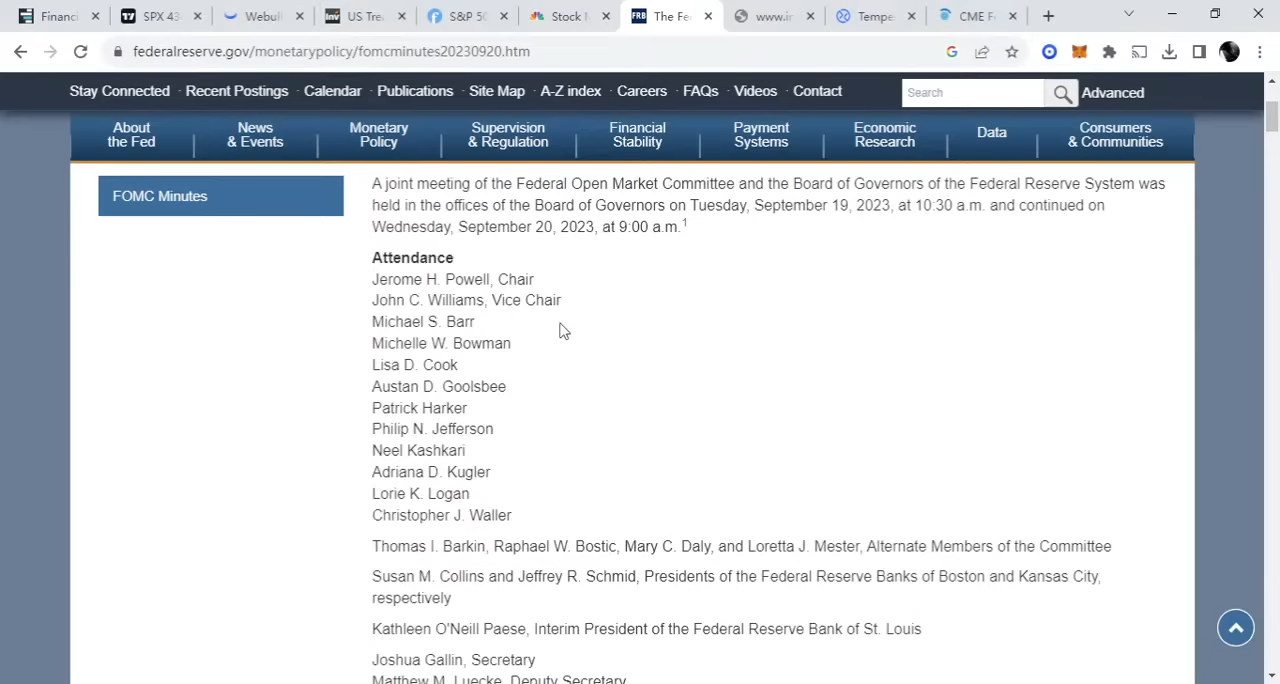 Financi
SPX 43
Webull
US Tre
S&P 50
Stock
The Fe
www.in
Tempe
CME F
federalreserve.gov/monetarypolicy/fomcminutes20230920.htm
Stay Connected · Recent Postings · Calendar · Publications · Site Map · A-Z index · Careers · FAQs · Videos · Contact
Search
Advanced
About the Fed
News & Events
Monetary Policy
Supervision & Regulation
Financial Stability
Payment Systems
Economic Research
Data
Consumers & Communities
FOMC Minutes
A joint meeting of the Federal Open Market Committee and the Board of Governors of the Federal Reserve System was
held in the offices of the Board of Governors on Tuesday, September 19, 2023, at 10:30 a.m. and continued on
Wednesday, September 20, 2023, at 9:00 a.m.1
Attendance
Jerome H. Powell, Chair
John C. Williams, Vice Chair
Michael S. Barr
Michelle W. Bowman
Lisa D. Cook
Austan D. Goolsbee
Patrick Harker
Philip N. Jefferson
Neel Kashkari
Adriana D. Kugler
Lorie K. Logan
Christopher J. Waller
Thomas I. Barkin, Raphael W. Bostic, Mary C. Daly, and Loretta J. Mester, Alternate Members of the Committee
Susan M. Collins and Jeffrey R. Schmid, Presidents of the Federal Reserve Banks of Boston and Kansas City,
respectively
Kathleen O'Neill Paese, Interim President of the Federal Reserve Bank of St. Louis
Joshua Gallin, Secretary
Matthew M. Luecke, Deputy Secretary